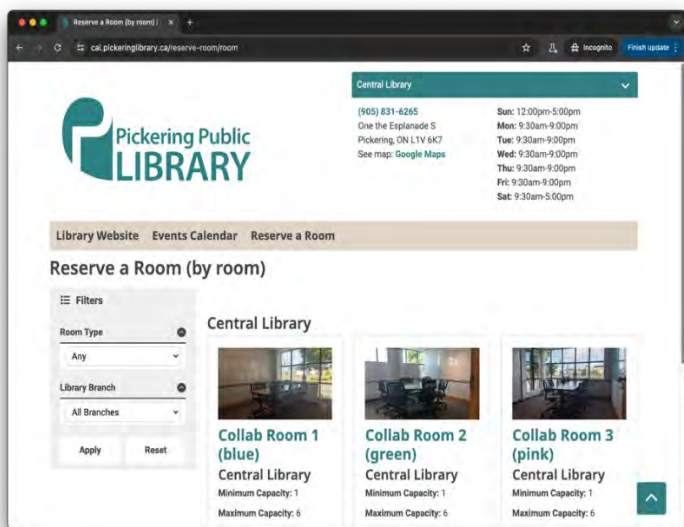 Reserve a Room (by room) |
cal.pickeringlibrary.ca/reserve-room/room
Incognito
Finish update
Pickering Public
LIBRARY
Central Library
(905) 831-6265
One the Esplanade S
Pickering, ON L1V 6K7
See map: Google Maps
Sun: 12:00pm-5:00pm
Mon: 9:30am-9:00pm
Tue: 9:30am-9:00pm
Wed: 9:30am-9:00pm
Thu: 9:30am-9:00pm
Fri: 9:30am-9:00pm
Sat: 9:30am-5:00pm
Library Website Events Calendar Reserve a Room
Reserve a Room (by room)
Filters
Room Type
Any
Library Branch
All Branches
Apply Reset
Central Library
Collab Room 1
(blue)
Central Library
Minimum Capacity: 1
Maximum Capacity: 6
Collab Room 2
(green)
Central Library
Minimum Capacity: 1
Maximum Capacity: 6
Collab Room 3
(pink)
Central Library
Minimum Capacity: 1
Maximum Capacity: 6